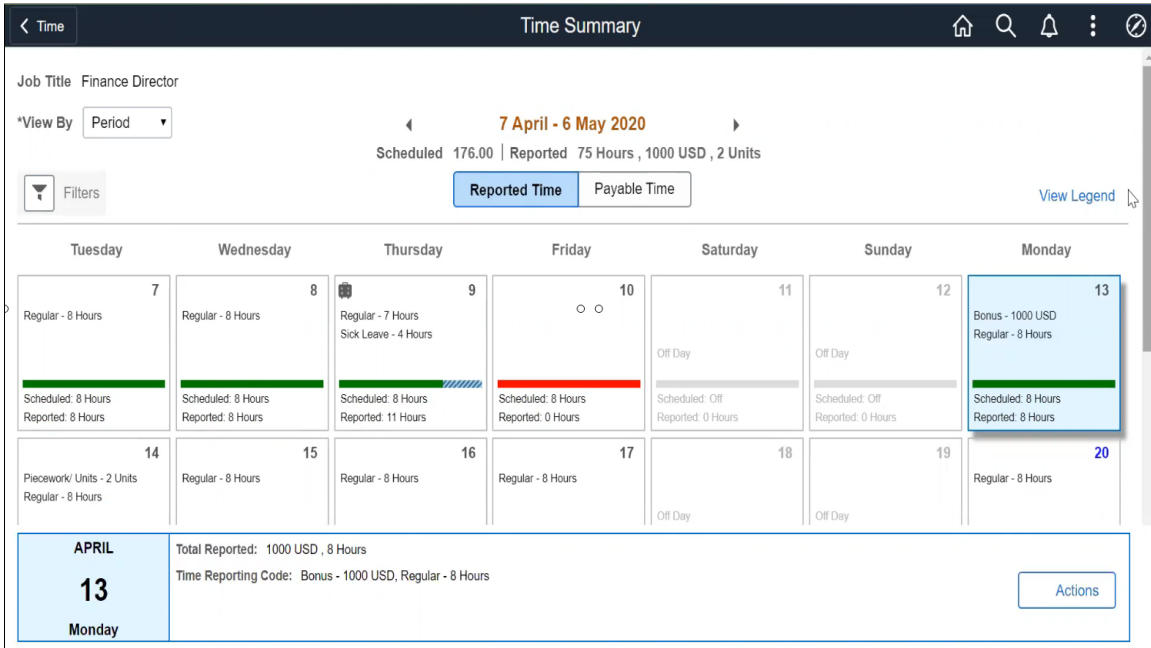 Time
Time Summary
Job Title Finance Director
*View By Period
7 April - 6 May 2020
Scheduled 176.00 | Reported 75 Hours , 1000 USD , 2 Units
Filters
Reported Time Payable Time
View Legend
Tuesday Wednesday Thursday Friday Saturday Sunday Monday
7
Regular - 8 Hours
Scheduled: 8 Hours
Reported: 8 Hours
8
Regular - 8 Hours
Scheduled: 8 Hours
Reported: 8 Hours
9
Regular - 7 Hours
Sick Leave - 4 Hours
Scheduled: 8 Hours
Reported: 11 Hours
10
Scheduled: 8 Hours
Reported: 0 Hours
11
Off Day
Scheduled: Off
Reported: 0 Hours
12
Off Day
Scheduled: Off
Reported: 0 Hours
13
Bonus - 1000 USD
Regular - 8 Hours
Scheduled: 8 Hours
Reported: 8 Hours
14
Piecework/ Units - 2 Units
Regular - 8 Hours
15
Regular - 8 Hours
16
Regular - 8 Hours
17
Regular - 8 Hours
18
Off Day
19
Off Day
20
Regular - 8 Hours
APRIL
13
Monday
Total Reported: 1000 USD , 8 Hours
Time Reporting Code: Bonus - 1000 USD, Regular - 8 Hours
Actions